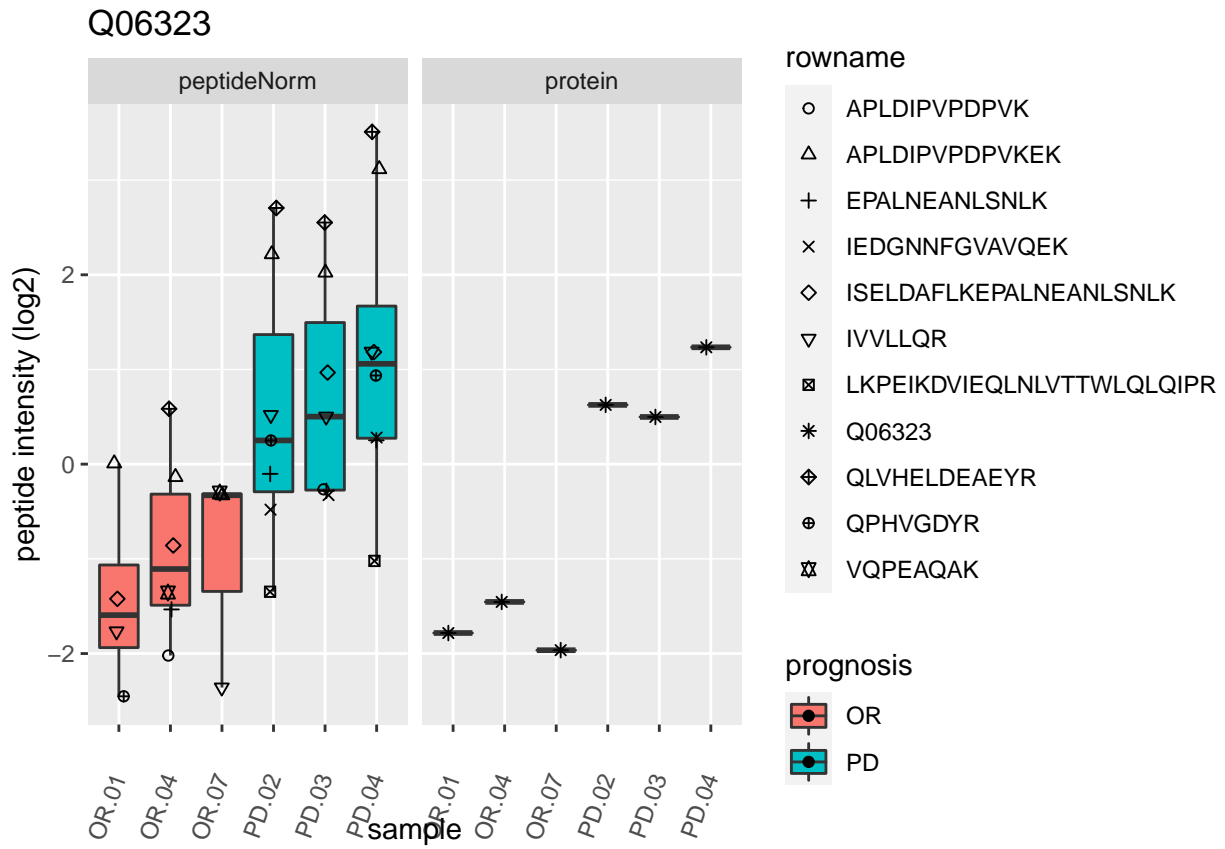 Q06323
peptideNorm
protein
peptide intensity (log2)
2
0
−2
OR.01
OR.04
OR.07
PD.02
PD.03
PD.04
OR.01
OR.04
OR.07
PD.02
PD.03
PD.04
sample
rowname
APLDIPVPDPVK
APLDIPVPDPVKEK
EPALNEANLSNLK
IEDGNNFGVAVQEK
ISELDAFLKEPALNEANLSNLK
IVVLLQR
LKPEIKDVIEQLNLVTTWLQLQIPR
Q06323
QLVHELDEAEYR
QPHVGDYR
VQPEAQAK
prognosis
OR
PD